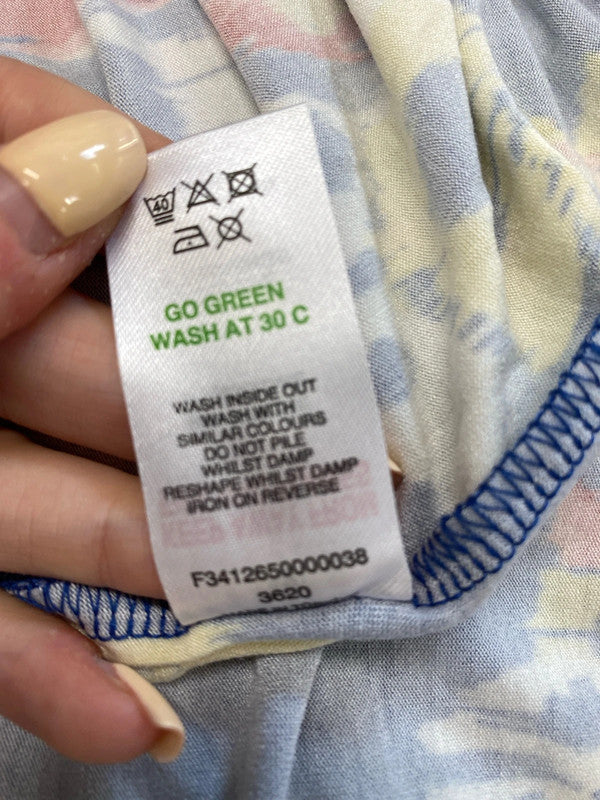 40
GO GREEN
WASH AT 30 C
WASH INSIDE OUT
WASH WITH
SIMILAR COLOURS
DO NOT PILE
WHILST DAMP
RESHAPE WHILST DAMP
IRON ON REVERSE
F3412650000038
3620